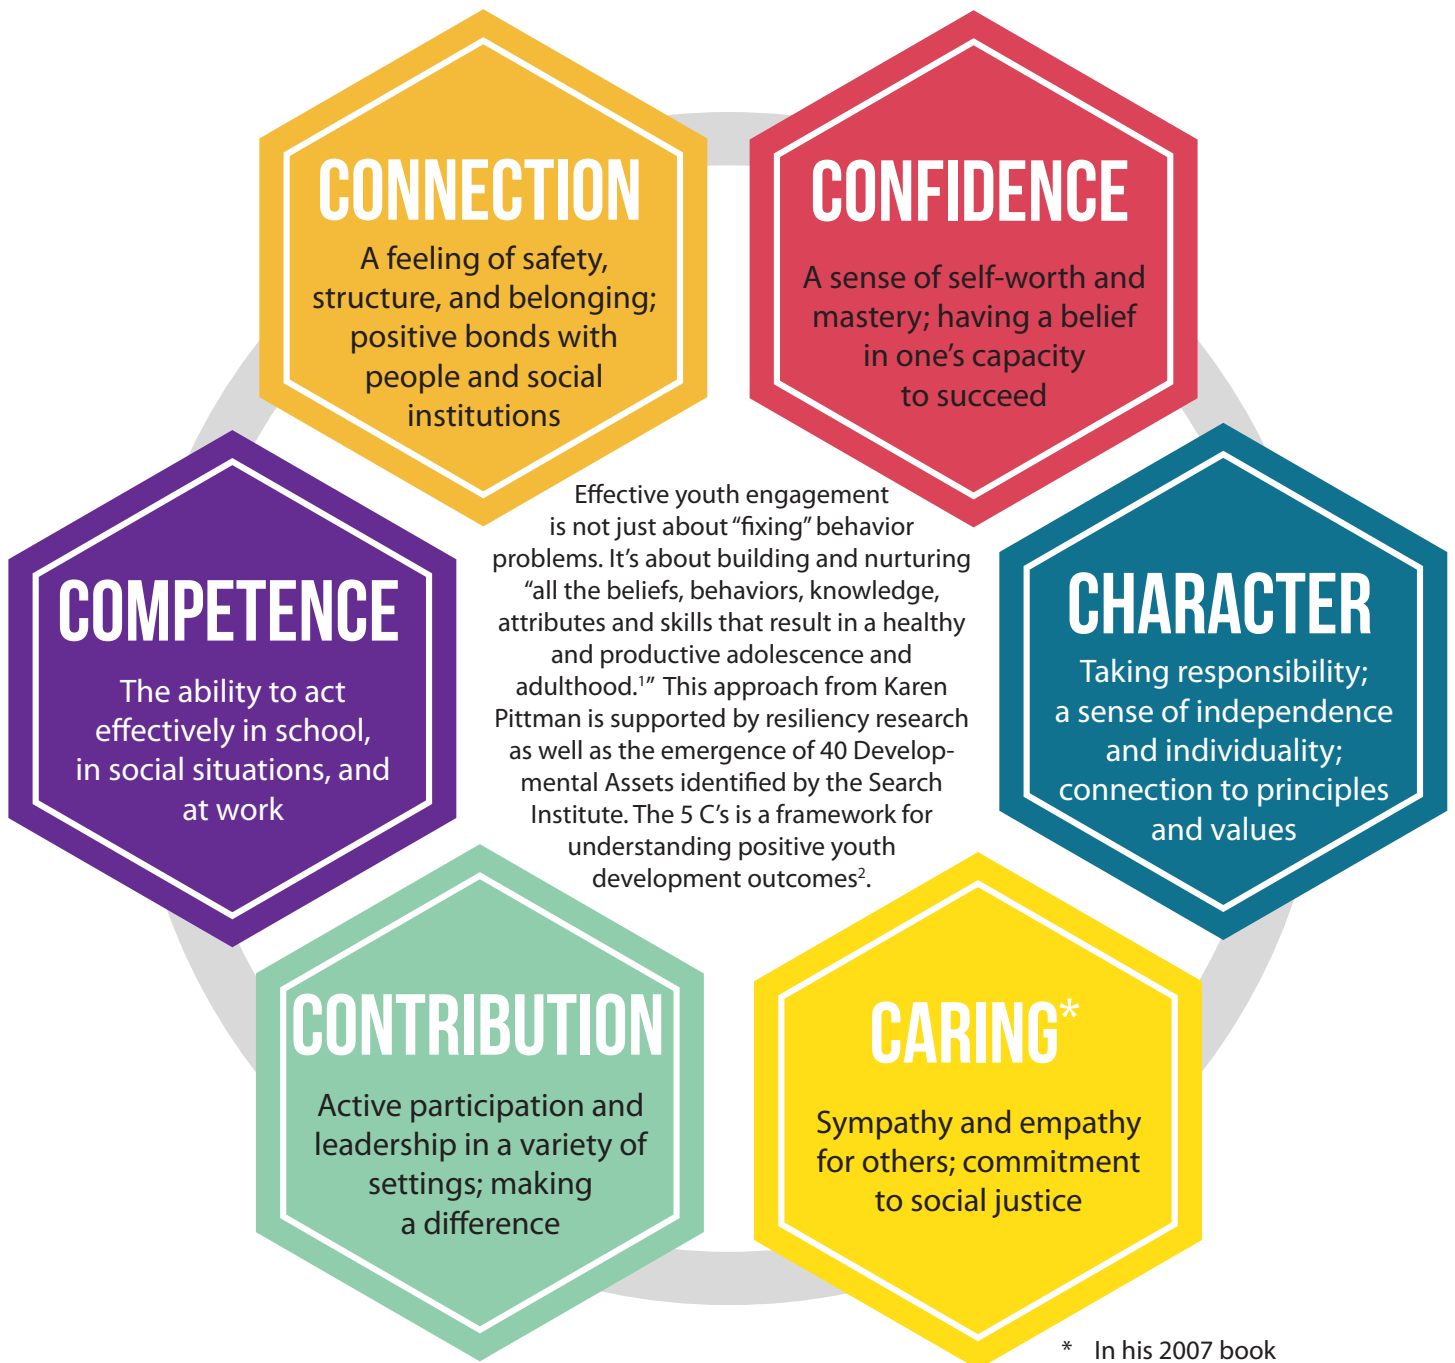 CONNECTION
A feeling of safety,
structure, and belonging;
positive bonds with
people and social
institutions
CONFIDENCE
A sense of self-worth and
mastery; having a belief
in one’s capacity
to succeed
COMPETENCE
The ability to act
effectively in school,
in social situations, and
at work
Effective youth engagement
is not just about “fixing” behavior
problems. It’s about building and nurturing
“all the beliefs, behaviors, knowledge,
attributes and skills that result in a healthy
and productive adolescence and
adulthood.¹” This approach from Karen
Pittman is supported by resiliency research
as well as the emergence of 40 Develop-
mental Assets identified by the Search
Institute. The 5 C’s is a framework for
understanding positive youth
development outcomes².
CHARACTER
Taking responsibility;
a sense of independence
and individuality;
connection to principles
and values
CONTRIBUTION
Active participation and
leadership in a variety of
settings; making
a difference
CARING*
Sympathy and empathy
for others; commitment
to social justice
* In his 2007 book